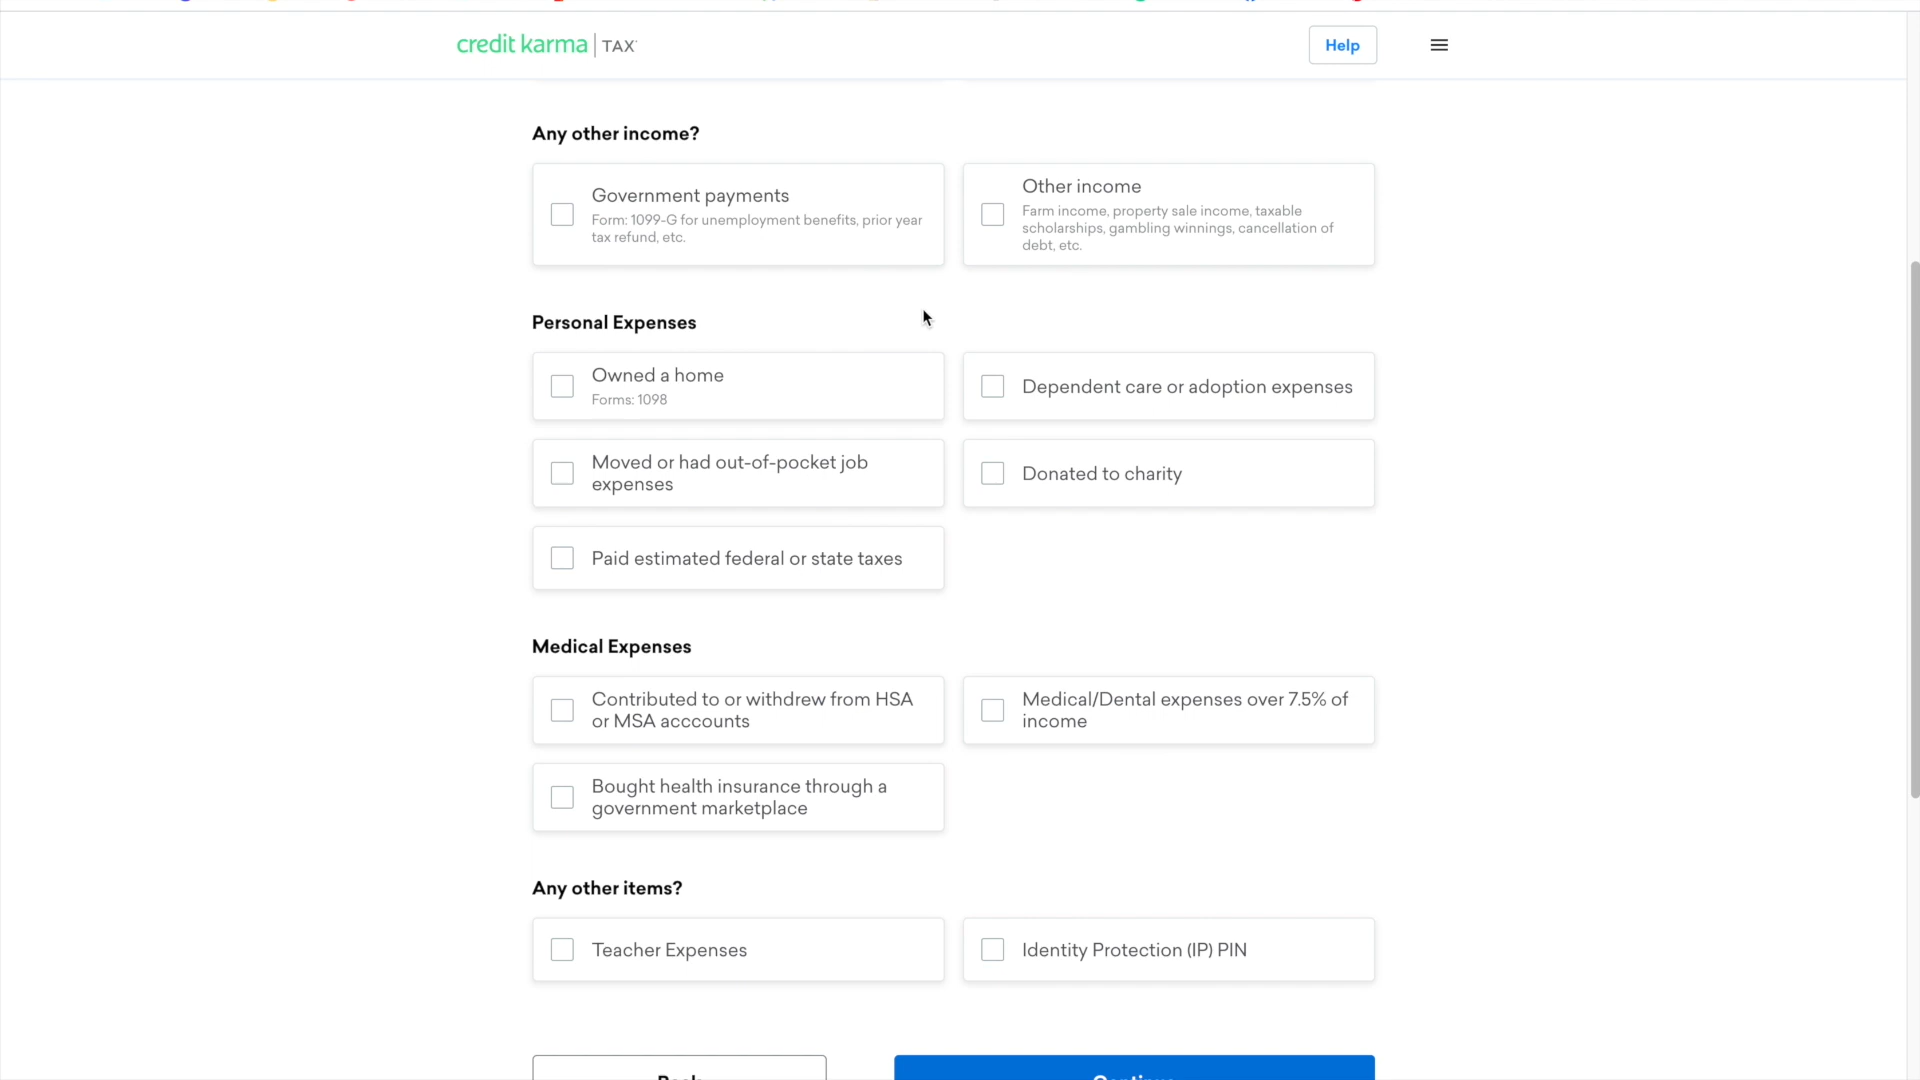 credit karma | TAX
Help
Any other income?
Government payments
Form: 1099-G for unemployment benefits, prior year
tax refund, etc.
Other income
Farm income, property sale income, taxable
scholarships, gambling winnings, cancellation of
debt, etc.
Personal Expenses
Owned a home
Forms: 1098
Dependent care or adoption expenses
Moved or had out-of-pocket job
expenses
Donated to charity
Paid estimated federal or state taxes
Medical Expenses
Contributed to or withdrew from HSA
or MSA acccounts
Medical/Dental expenses over 7.5% of
income
Bought health insurance through a
government marketplace
Any other items?
Teacher Expenses
Identity Protection (IP) PIN
Back
Continue